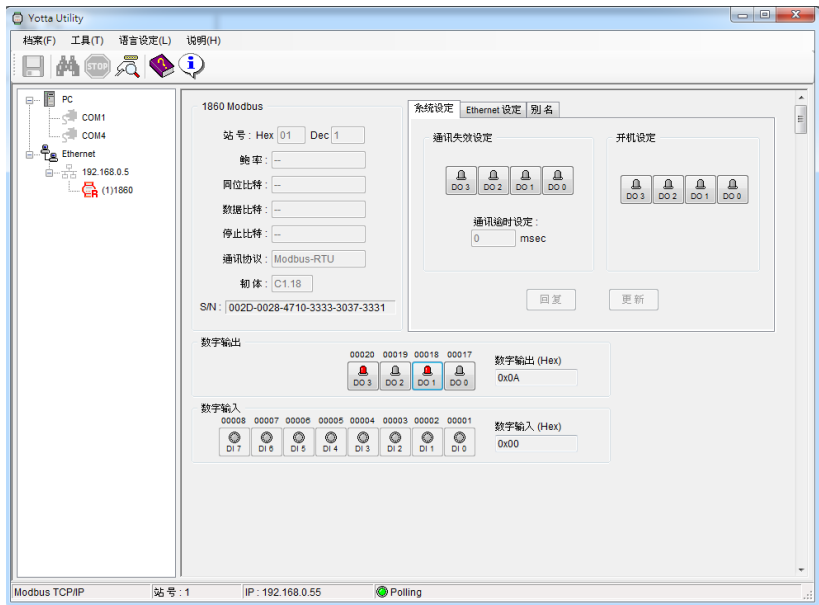 Yotta Utility
档案(F) 工具(T) 语言设定(L) 说明(H)
STOP
PC
COM1
COM4
Ethernet
192.168.0.5
(1)1860
1860 Modbus
站号 : Hex 01 Dec 1
鲍率 : --
同位比特 : --
数据比特 : --
停止比特 : --
通讯协议 : Modbus-RTU
韧体 : C1.18
S/N : 002D-0028-4710-3333-3037-3331
系统设定 Ethernet 设定 别名
通讯失效设定
DO 3 DO 2 DO 1 DO 0
通讯逾时设定 :
0 msec
开机设定
DO 3 DO 2 DO 1 DO 0
回复 更新
数字输出
00020 00019 00018 00017
DO 3 DO 2 DO 1 DO 0
数字输出 (Hex)
0x0A
数字输入
00008 00007 00006 00005 00004 00003 00002 00001
DI 7 DI 6 DI 5 DI 4 DI 3 DI 2 DI 1 DI 0
数字输入 (Hex)
0x00
Modbus TCP/IP 站号 : 1 IP : 192.168.0.55 Polling